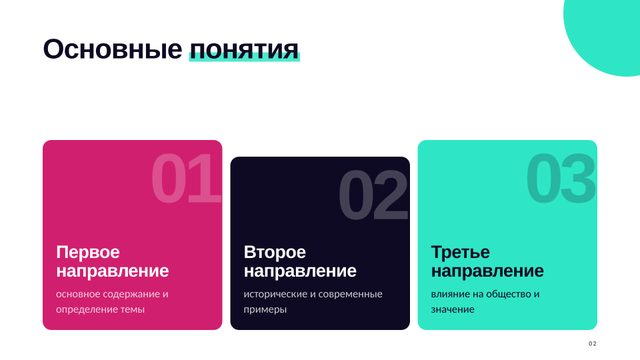 Основные понятия
01
Первое
направление
основное содержание и
определение темы
02
Второе
направление
исторические и современные
примеры
03
Третье
направление
влияние на общество и
значение
02